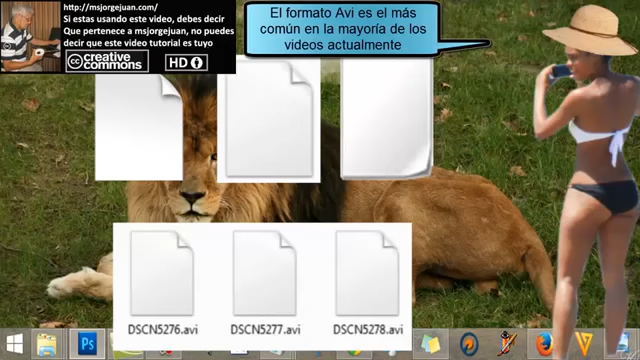 http://msjorgejuan.com/
Si estas usando este video, debes decir
Que pertenece a msjorgejuan, no puedes
decir que este video tutorial es tuyo
cc creative commons
HD
El formato Avi es el más
común en la mayoría de los
videos actualmente
DSCN5276.avi
DSCN5277.avi
DSCN5278.avi
Ps